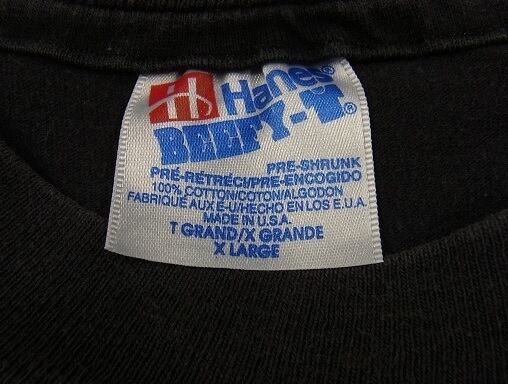 H Hanes®
BEEFY-T®
PRE-SHRUNK
PRÉ-RÉTRÉCI/PRE-ENCOGIDO
100% COTTON/COTON/ALGODON
FABRIQUE AUX E-U/HECHO EN LOS E.U.A.
MADE IN U.S.A.
T GRAND/X GRANDE
X LARGE